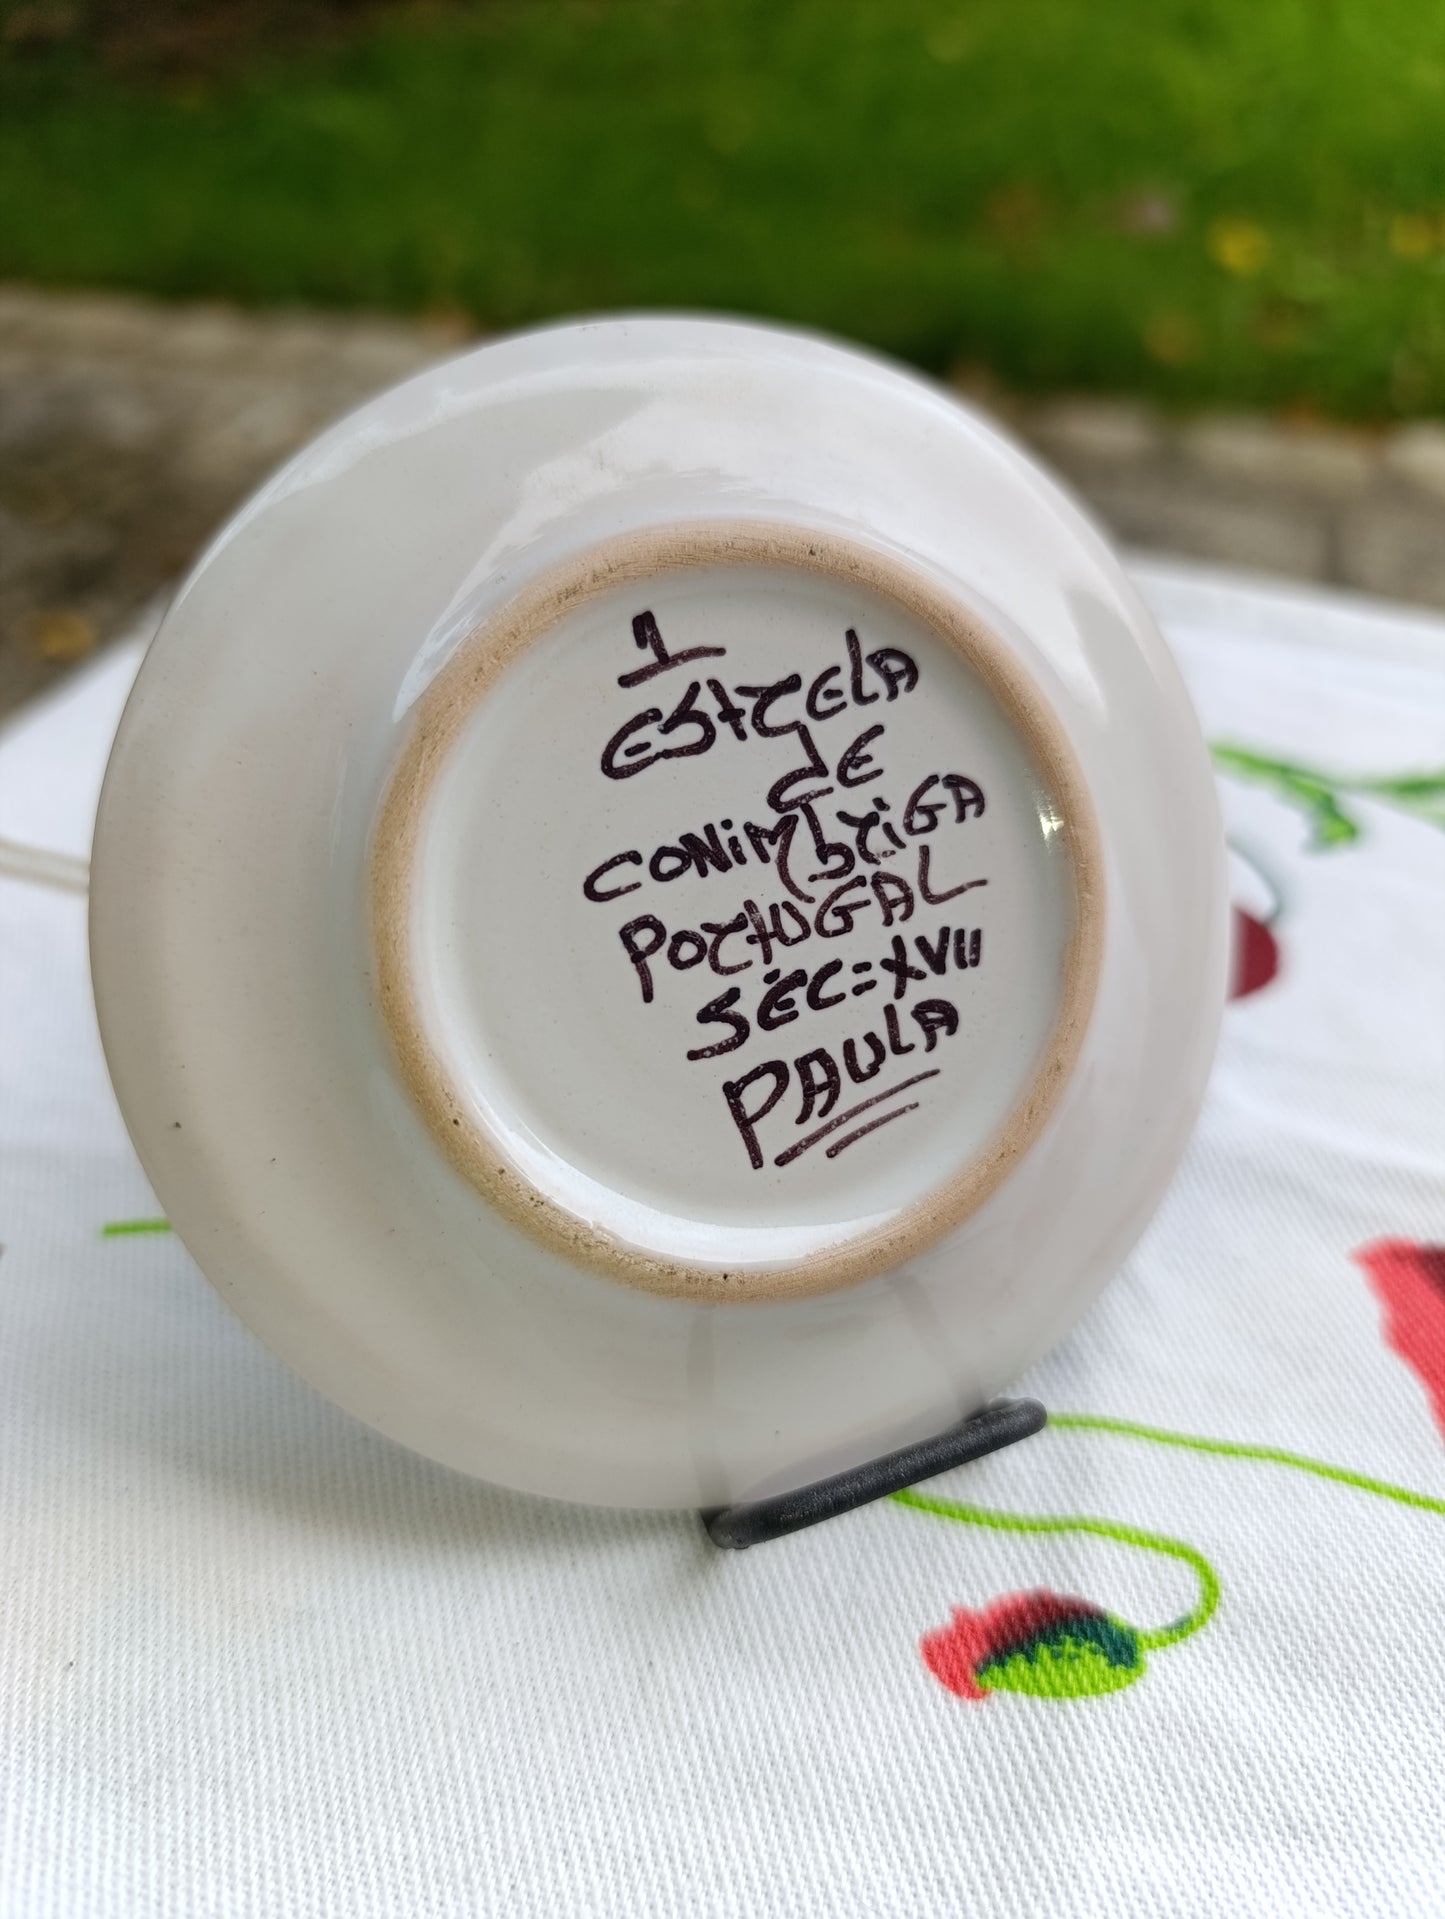 1
ESTRELA
dE
CONiMbRiGA
PORTUGAL
SÉC=XVII
PAULA